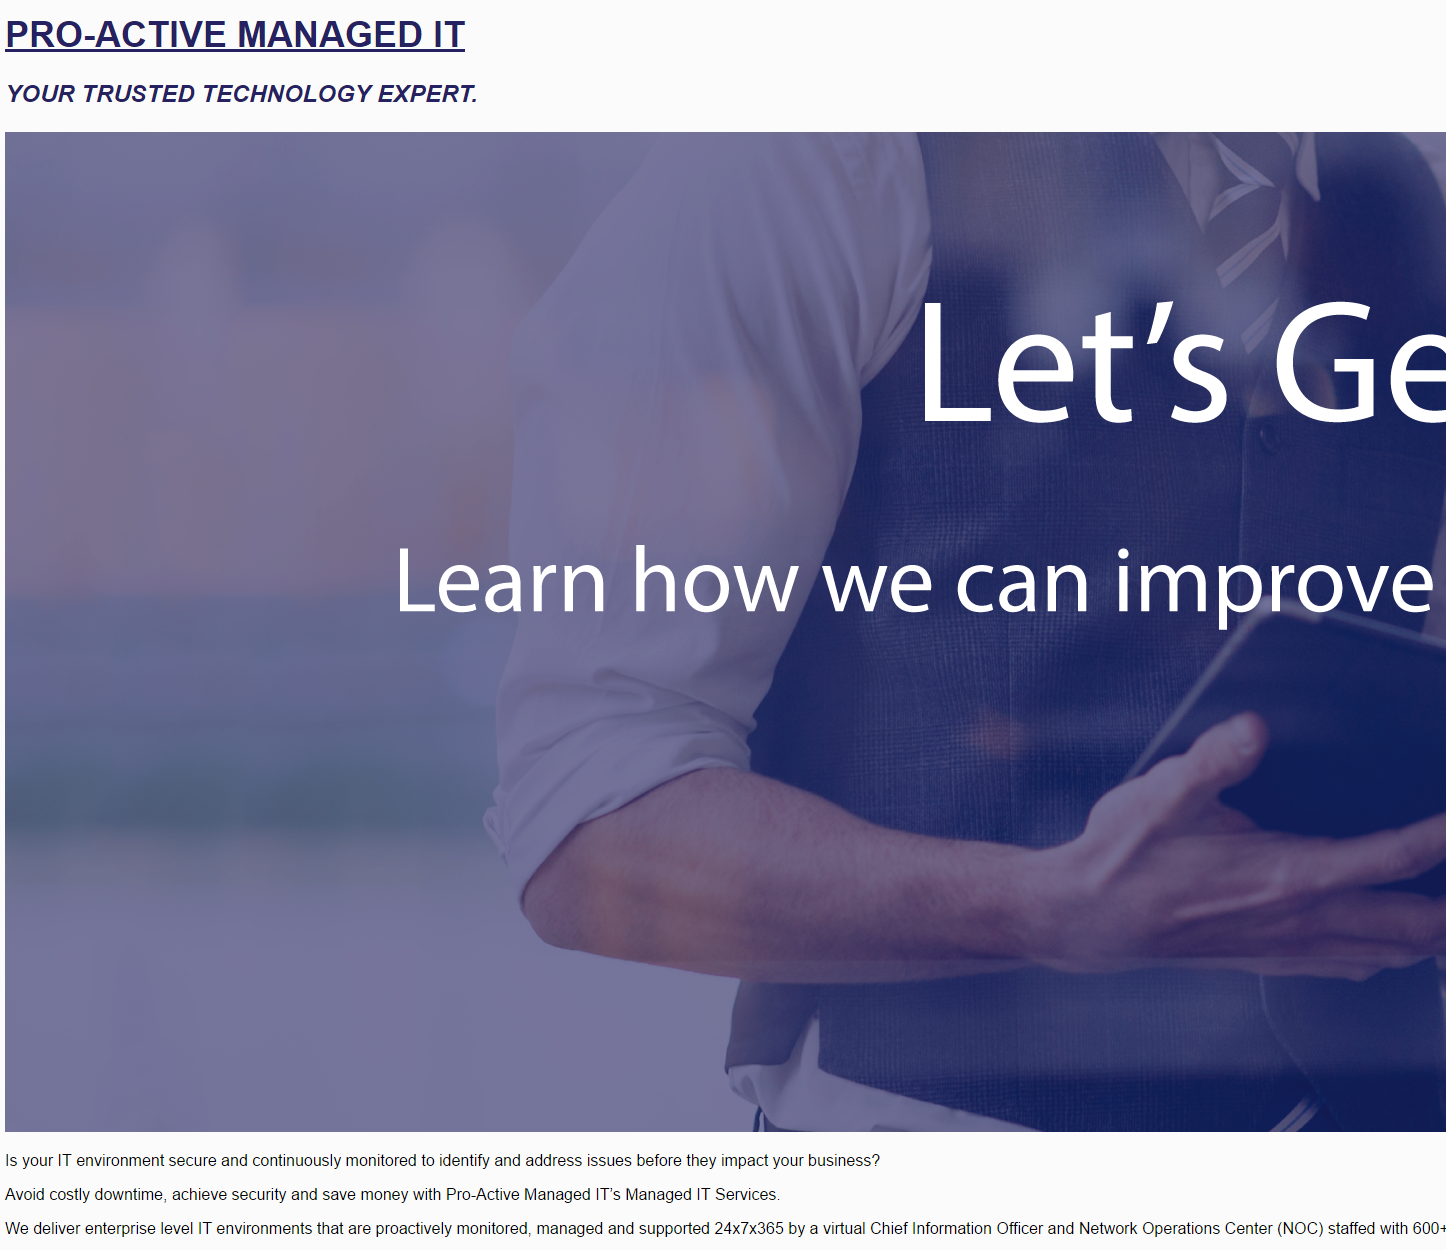 PRO-ACTIVE MANAGED IT
YOUR TRUSTED TECHNOLOGY EXPERT.
Let’s Ge
Learn how we can improve
Is your IT environment secure and continuously monitored to identify and address issues before they impact your business?
Avoid costly downtime, achieve security and save money with Pro-Active Managed IT’s Managed IT Services.
We deliver enterprise level IT environments that are proactively monitored, managed and supported 24x7x365 by a virtual Chief Information Officer and Network Operations Center (NOC) staffed with 600+